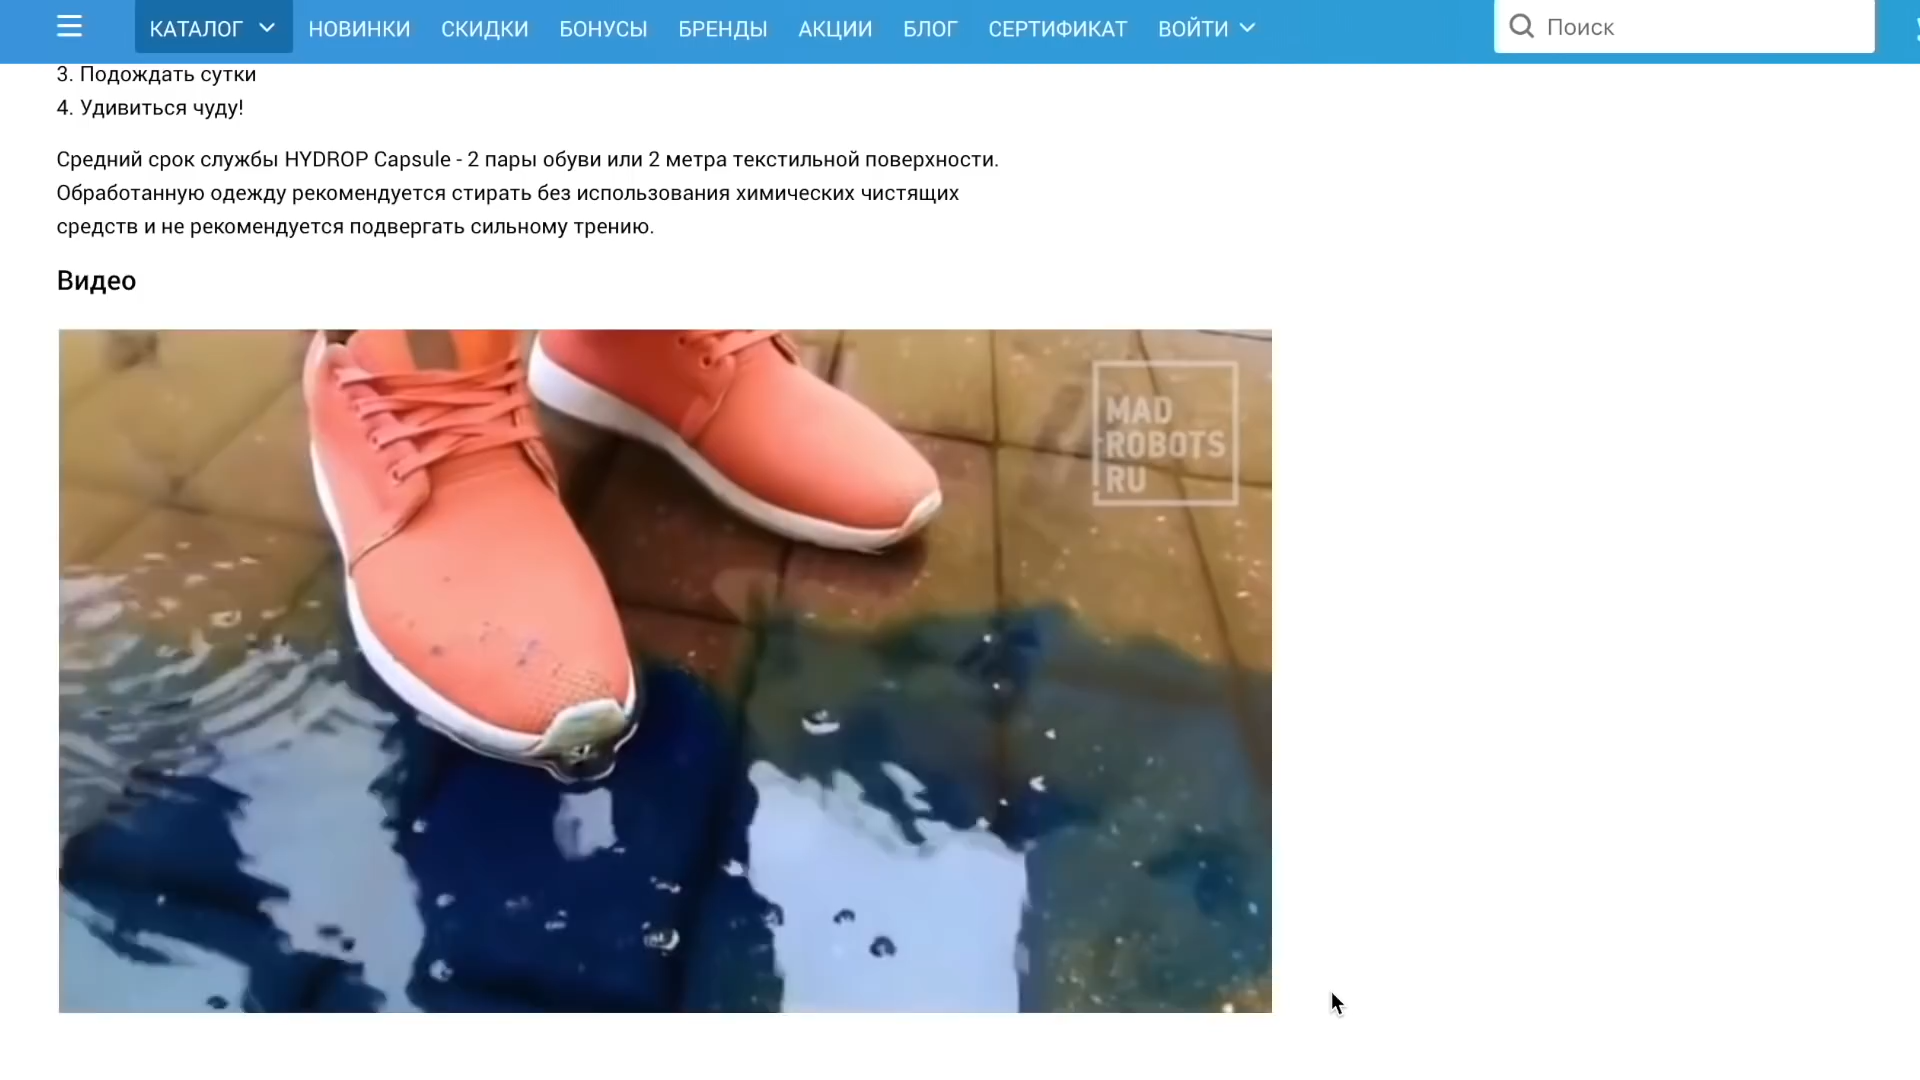 КАТАЛОГ НОВИНКИ СКИДКИ БОНУСЫ БРЕНДЫ АКЦИИ БЛОГ СЕРТИФИКАТ ВОЙТИ Поиск
3. Подождать сутки
4. Удивиться чуду!
Средний срок службы HYDROP Capsule - 2 пары обуви или 2 метра текстильной поверхности.
Обработанную одежду рекомендуется стирать без использования химических чистящих
средств и не рекомендуется подвергать сильному трению.
Видео
MAD
ROBOTS
RU